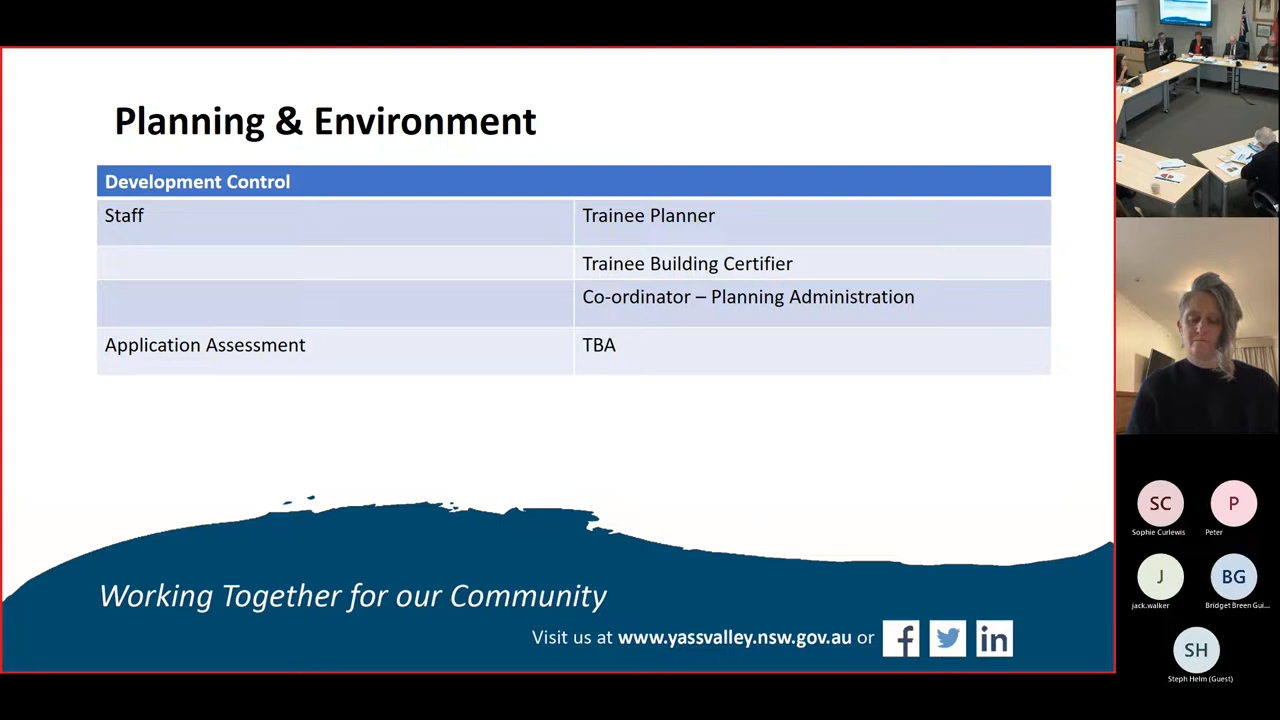 Planning & Environment
Development Control
Staff
Trainee Planner
Trainee Building Certifier
Co-ordinator – Planning Administration
Application Assessment
TBA
Working Together for our Community
Visit us at www.yassvalley.nsw.gov.au or
SC
P
Sophie Curlewis
Peter
J
BG
jack.walker
Bridget Breen Gui...
SH
Steph Helm (Guest)